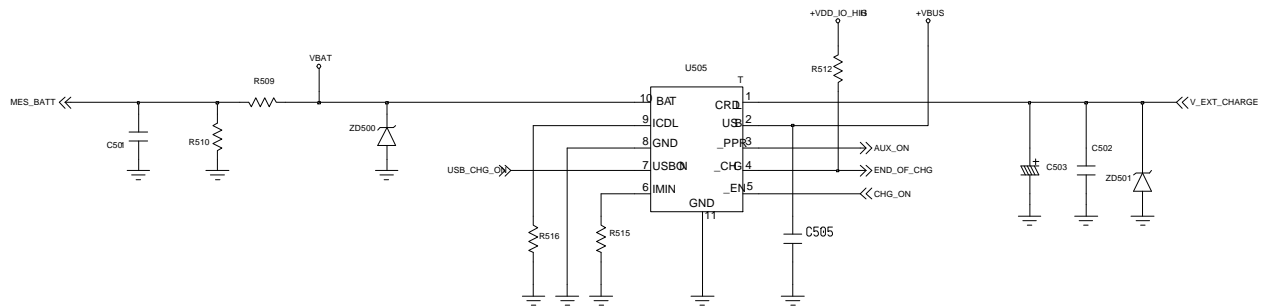 +VDD_IO_HIGH
+VBUS
U505
VBAT
R512
T
R509
MES_BATT
10
BAT
CRDL
1
V_EXT_CHARGE
9
ICDL
USB
2
ZD500
C501
R510
8
GND
_PPR
3
AUX_ON
C502
USB_CHG_ON
7
USBON
_CHG
4
END_OF_CHG
+
C503
ZD501
6
IMIN
_EN
5
CHG_ON
GND
11
R516
R515
C505